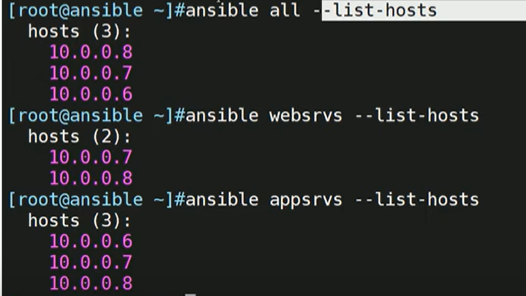 [root@ansible ~]#ansible all --list-hosts
  hosts (3):
    10.0.0.8
    10.0.0.7
    10.0.0.6
[root@ansible ~]#ansible websrvs --list-hosts
  hosts (2):
    10.0.0.7
    10.0.0.8
[root@ansible ~]#ansible appsrvs --list-hosts
  hosts (3):
    10.0.0.6
    10.0.0.7
    10.0.0.8